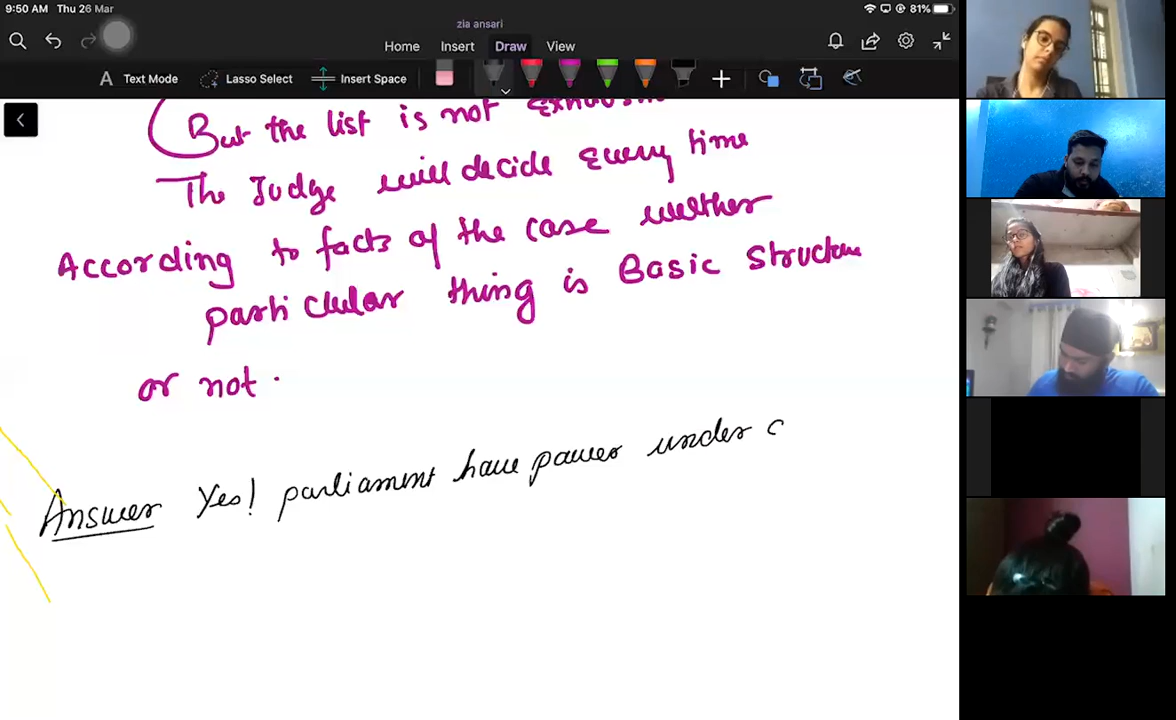 9:50 AM Thu 26 Mar
81%
zia ansari
Home Insert Draw View
Text Mode Lasso Select Insert Space
But the list is not
The Judge will decide Every time
According to facts of the case wether
particular thing is Basic Structure
or not.
Answer Yes! parliament have power under